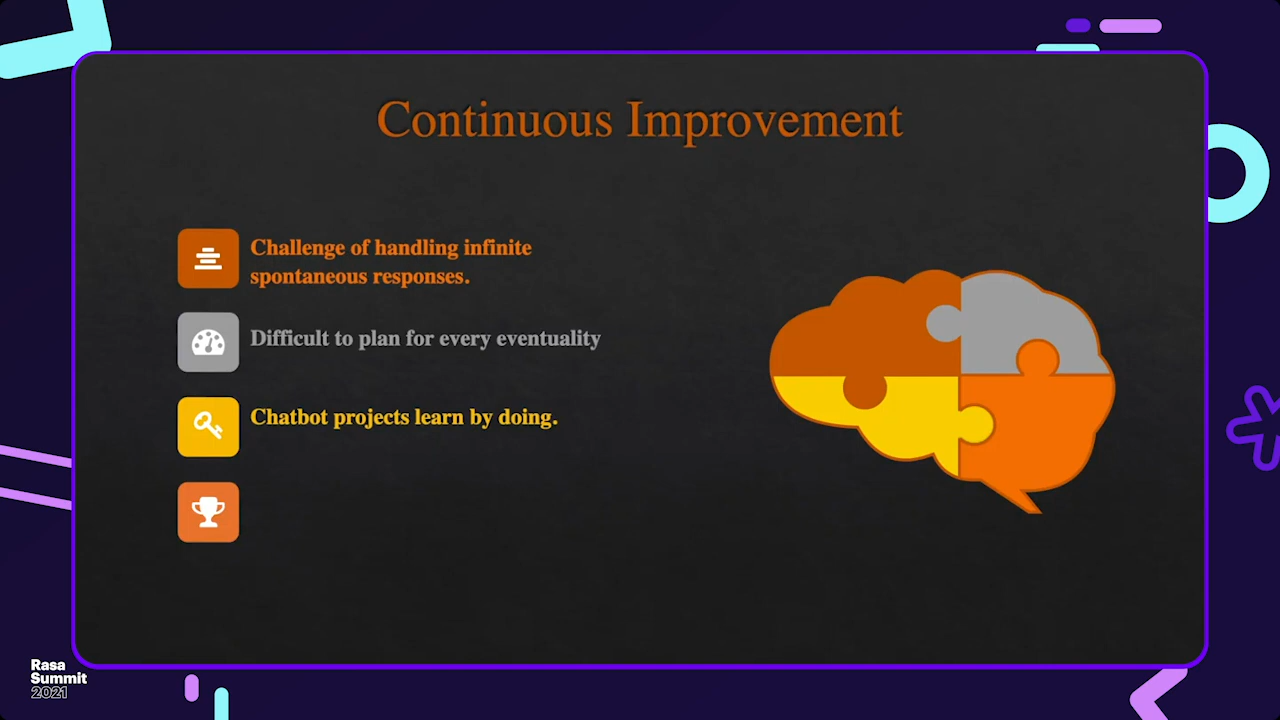 Continuous Improvement
Challenge of handling infinite
spontaneous responses.
Difficult to plan for every eventuality
Chatbot projects learn by doing.
Rasa
Summit
2021